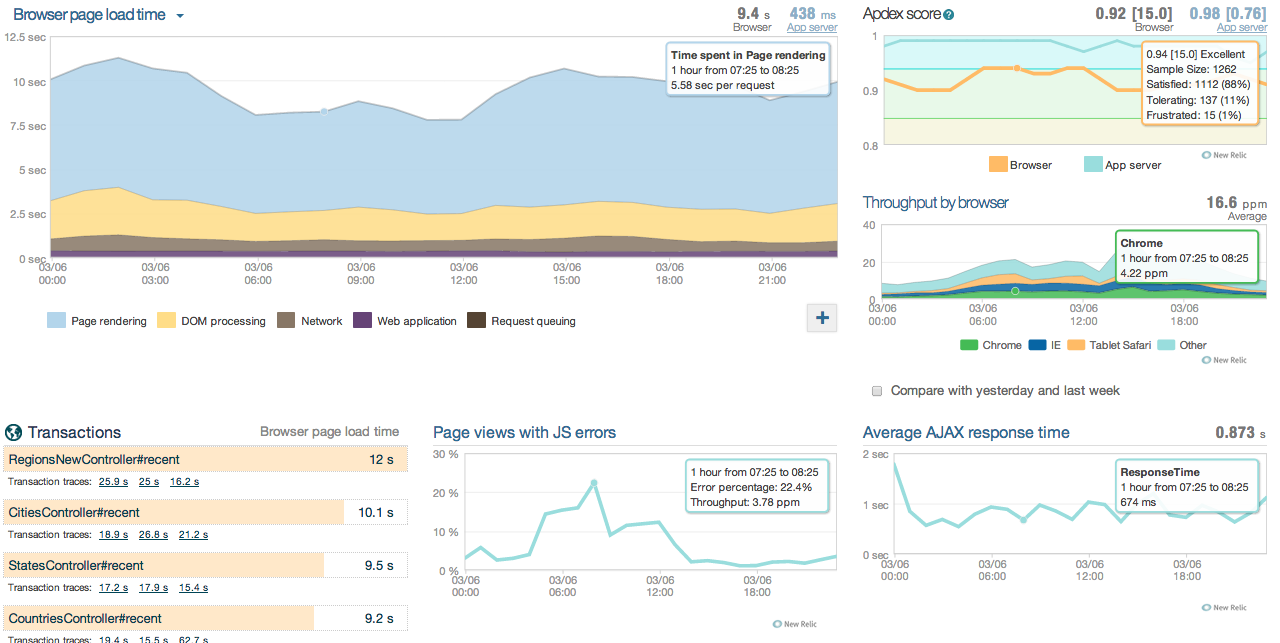 Browser page load time
9.4 s
Browser
438 ms
App server
12.5 sec
10 sec
7.5 sec
5 sec
2.5 sec
0 sec
Time spent in Page rendering
1 hour from 07:25 to 08:25
5.58 sec per request
03/06 00:00
03/06 03:00
03/06 06:00
03/06 09:00
03/06 12:00
03/06 15:00
03/06 18:00
03/06 21:00
Page rendering
DOM processing
Network
Web application
Request queuing
+
Apdex score ?
0.92 [15.0]
Browser
0.98 [0.76]
App server
1
0.9
0.8
0.94 [15.0] Excellent
Sample Size: 1262
Satisfied: 1112 (88%)
Tolerating: 137 (11%)
Frustrated: 15 (1%)
Browser
App server
New Relic
Throughput by browser
16.6 ppm
Average
40
20
0
Chrome
1 hour from 07:25 to 08:25
4.22 ppm
03/06 00:00
03/06 06:00
03/06 12:00
03/06 18:00
Chrome
IE
Tablet Safari
Other
New Relic
Compare with yesterday and last week
Transactions
Browser page load time
RegionsNewController#recent 12 s
Transaction traces: 25.9 s 25 s 16.2 s
CitiesController#recent 10.1 s
Transaction traces: 18.9 s 26.8 s 21.2 s
StatesController#recent 9.5 s
Transaction traces: 17.2 s 17.9 s 15.4 s
CountriesController#recent 9.2 s
Transaction traces: 19.4 s 15.5 s 62.7 s
Page views with JS errors
30 %
20 %
10 %
0 %
1 hour from 07:25 to 08:25
Error percentage: 22.4%
Throughput: 3.78 ppm
03/06 00:00
03/06 06:00
03/06 12:00
03/06 18:00
New Relic
Average AJAX response time
0.873 s
2 sec
1 sec
0 sec
ResponseTime
1 hour from 07:25 to 08:25
674 ms
03/06 00:00
03/06 06:00
03/06 12:00
03/06 18:00
New Relic